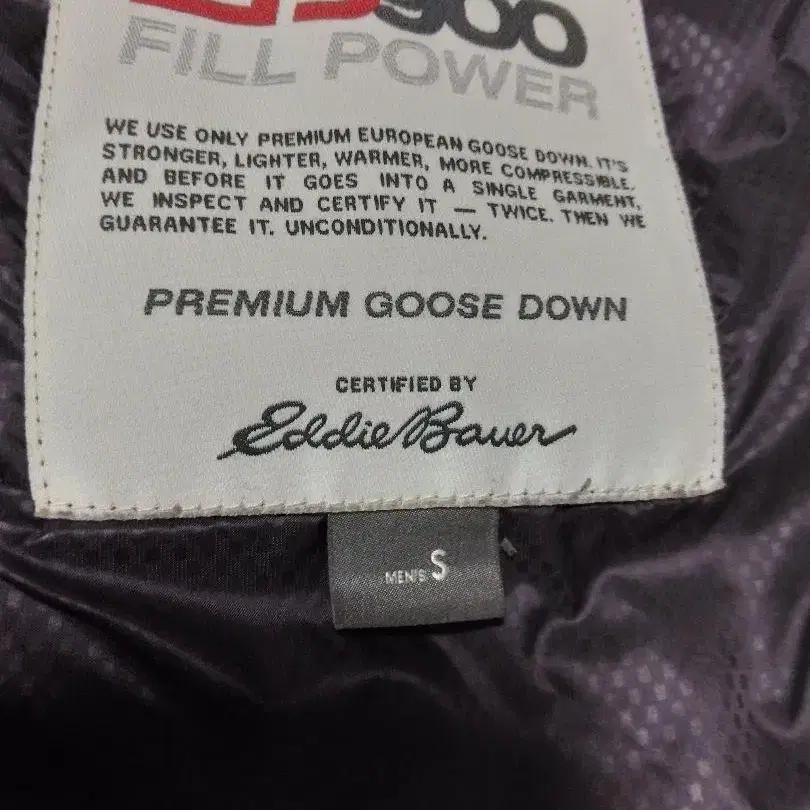 900
FILL POWER
WE USE ONLY PREMIUM EUROPEAN GOOSE DOWN. IT'S
STRONGER, LIGHTER, WARMER, MORE COMPRESSIBLE.
AND BEFORE IT GOES INTO A SINGLE GARMENT,
WE INSPECT AND CERTIFY IT — TWICE. THEN WE
GUARANTEE IT. UNCONDITIONALLY.
PREMIUM GOOSE DOWN
CERTIFIED BY
Eddie Bauer
MEN'S S